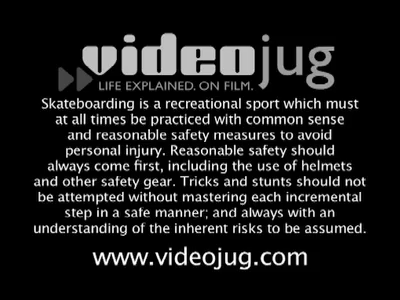 videojug
LIFE EXPLAINED. ON FILM.
Skateboarding is a recreational sport which must
at all times be practiced with common sense
and reasonable safety measures to avoid
personal injury. Reasonable safety should
always come first, including the use of helmets
and other safety gear. Tricks and stunts should not
be attempted without mastering each incremental
step in a safe manner; and always with an
understanding of the inherent risks to be assumed.
www.videojug.com